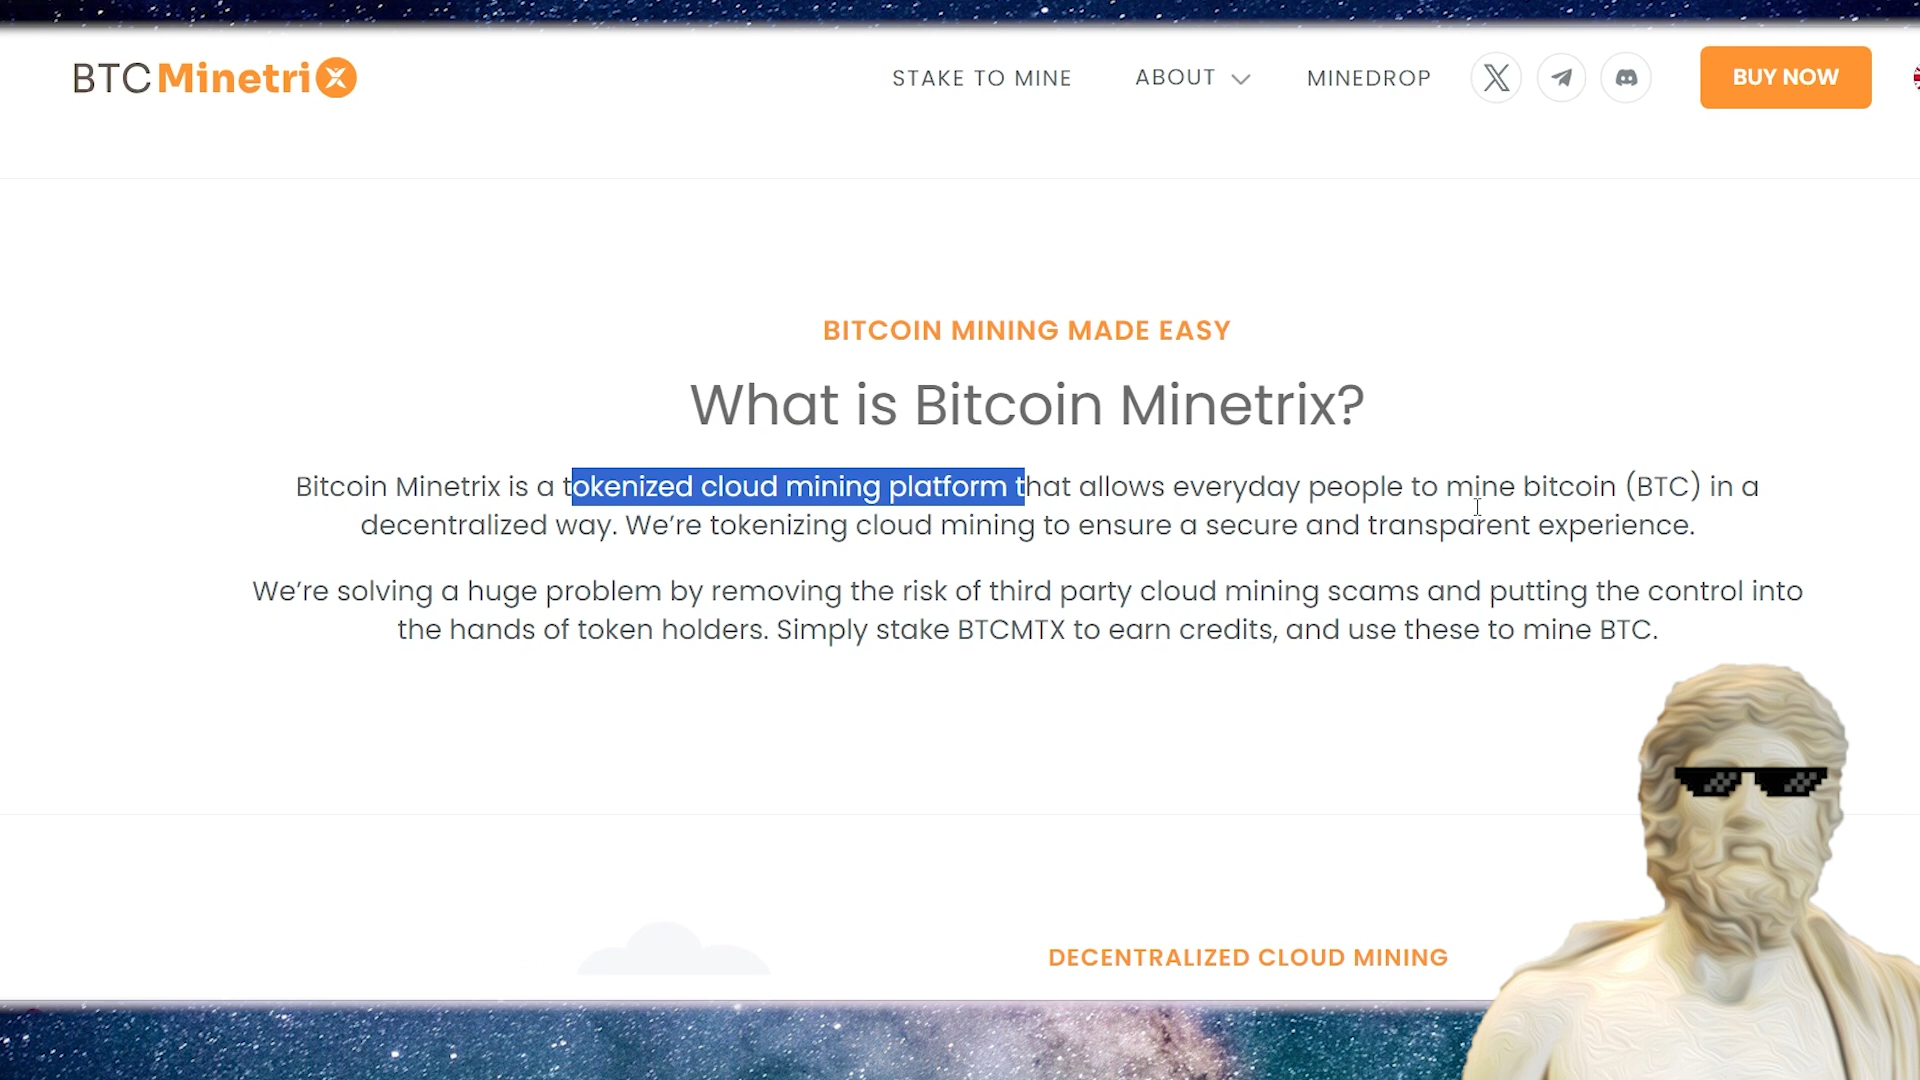 BTC Minetrix
STAKE TO MINE
ABOUT
MINEDROP
BUY NOW
BITCOIN MINING MADE EASY
What is Bitcoin Minetrix?
Bitcoin Minetrix is a tokenized cloud mining platform that allows everyday people to mine bitcoin (BTC) in a
decentralized way. We’re tokenizing cloud mining to ensure a secure and transparent experience.
We’re solving a huge problem by removing the risk of third party cloud mining scams and putting the control into
the hands of token holders. Simply stake BTCMTX to earn credits, and use these to mine BTC.
DECENTRALIZED CLOUD MINING